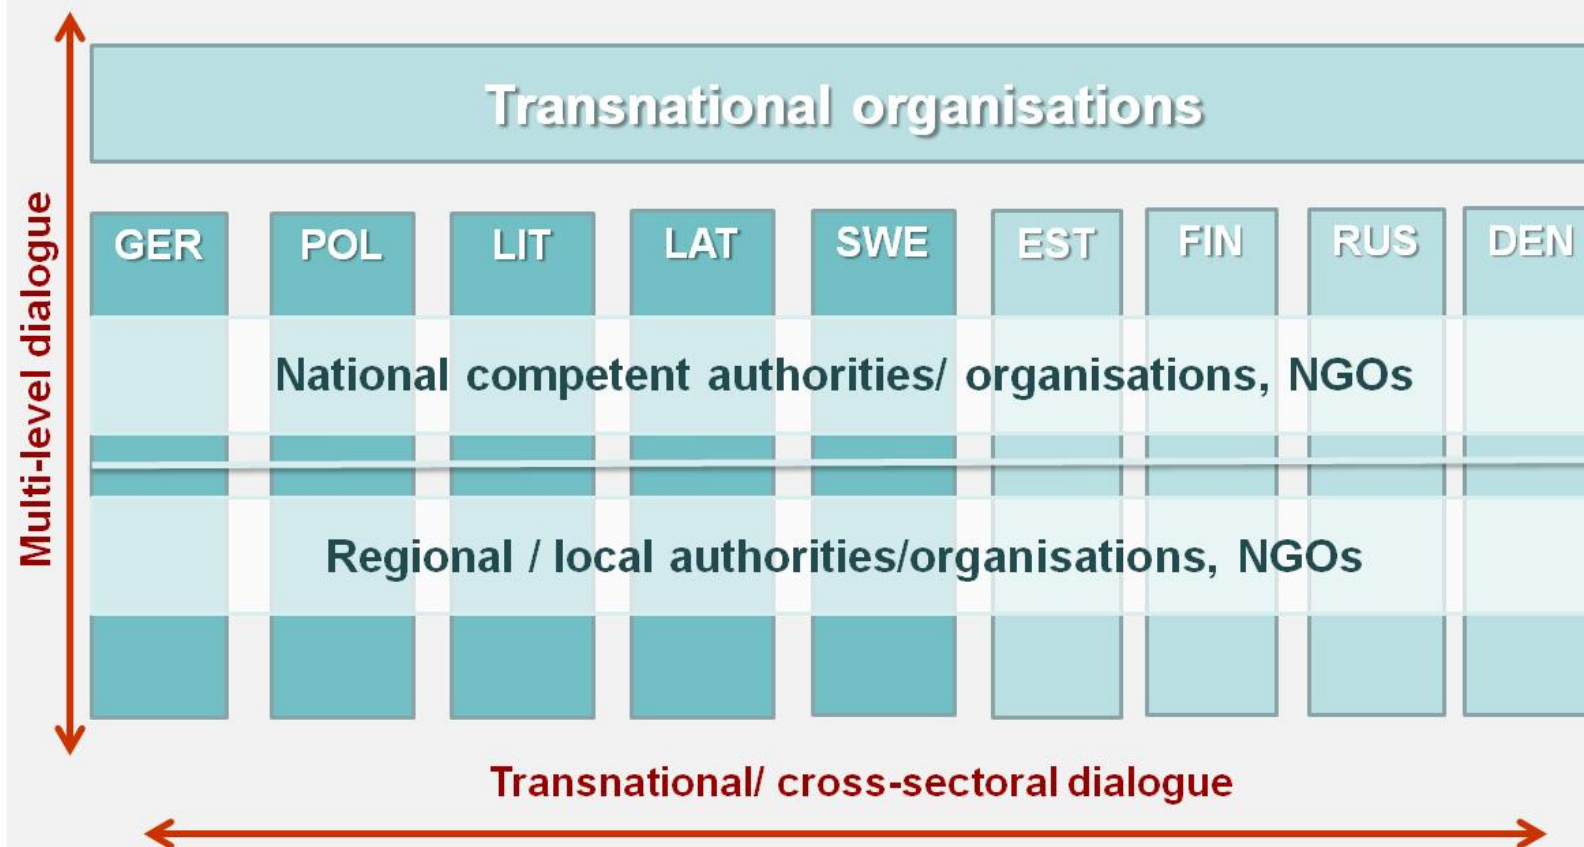 Transnational organisations
Multi-level dialogue
GER POL LIT LAT SWE EST FIN RUS DEN
National competent authorities/ organisations, NGOs
Regional / local authorities/organisations, NGOs
Transnational/ cross-sectoral dialogue